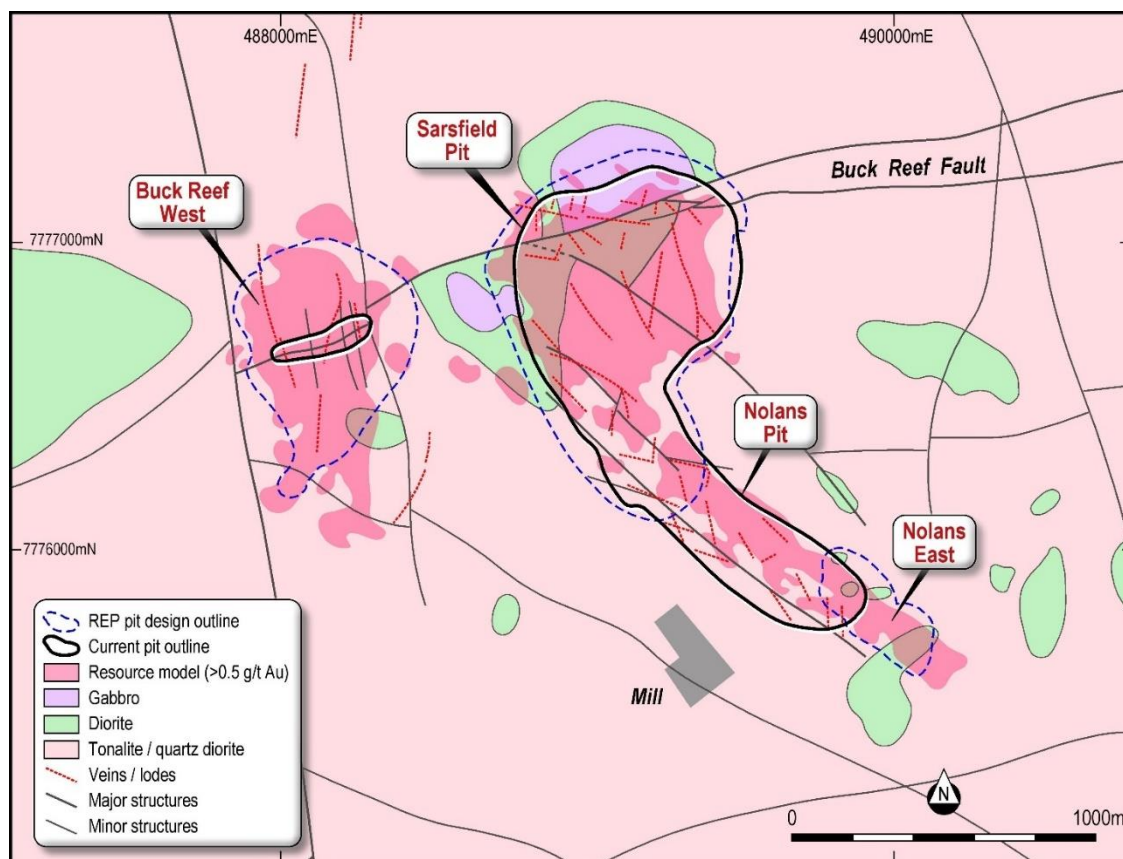 488000mE
490000mE
Sarsfield
Pit
Buck Reef Fault
Buck Reef
West
7777000mN
Nolans
Pit
Nolans
East
7776000mN
Mill
REP pit design outline
Current pit outline
Resource model (>0.5 g/t Au)
Gabbro
Diorite
Tonalite / quartz diorite
Veins / lodes
Major structures
Minor structures
N
0
1000m